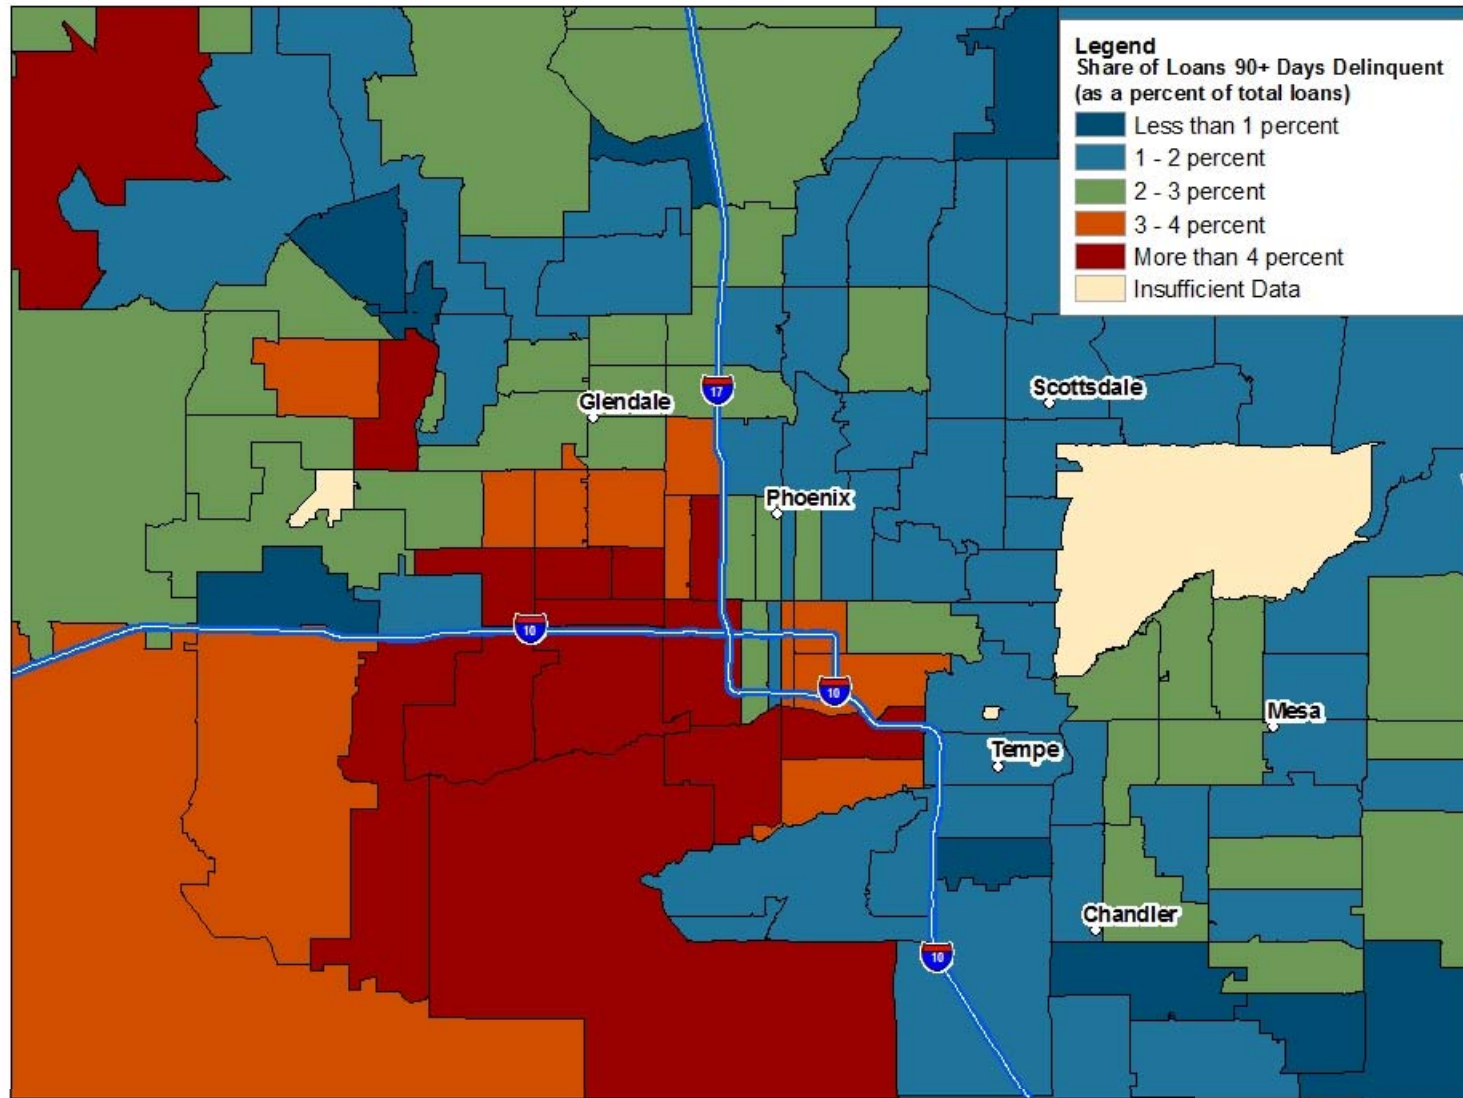 Legend
Share of Loans 90+ Days Delinquent
(as a percent of total loans)
Less than 1 percent
1 - 2 percent
2 - 3 percent
3 - 4 percent
More than 4 percent
Insufficient Data
17
Glendale
Scottsdale
Phoenix
10
10
Mesa
Tempe
Chandler
10